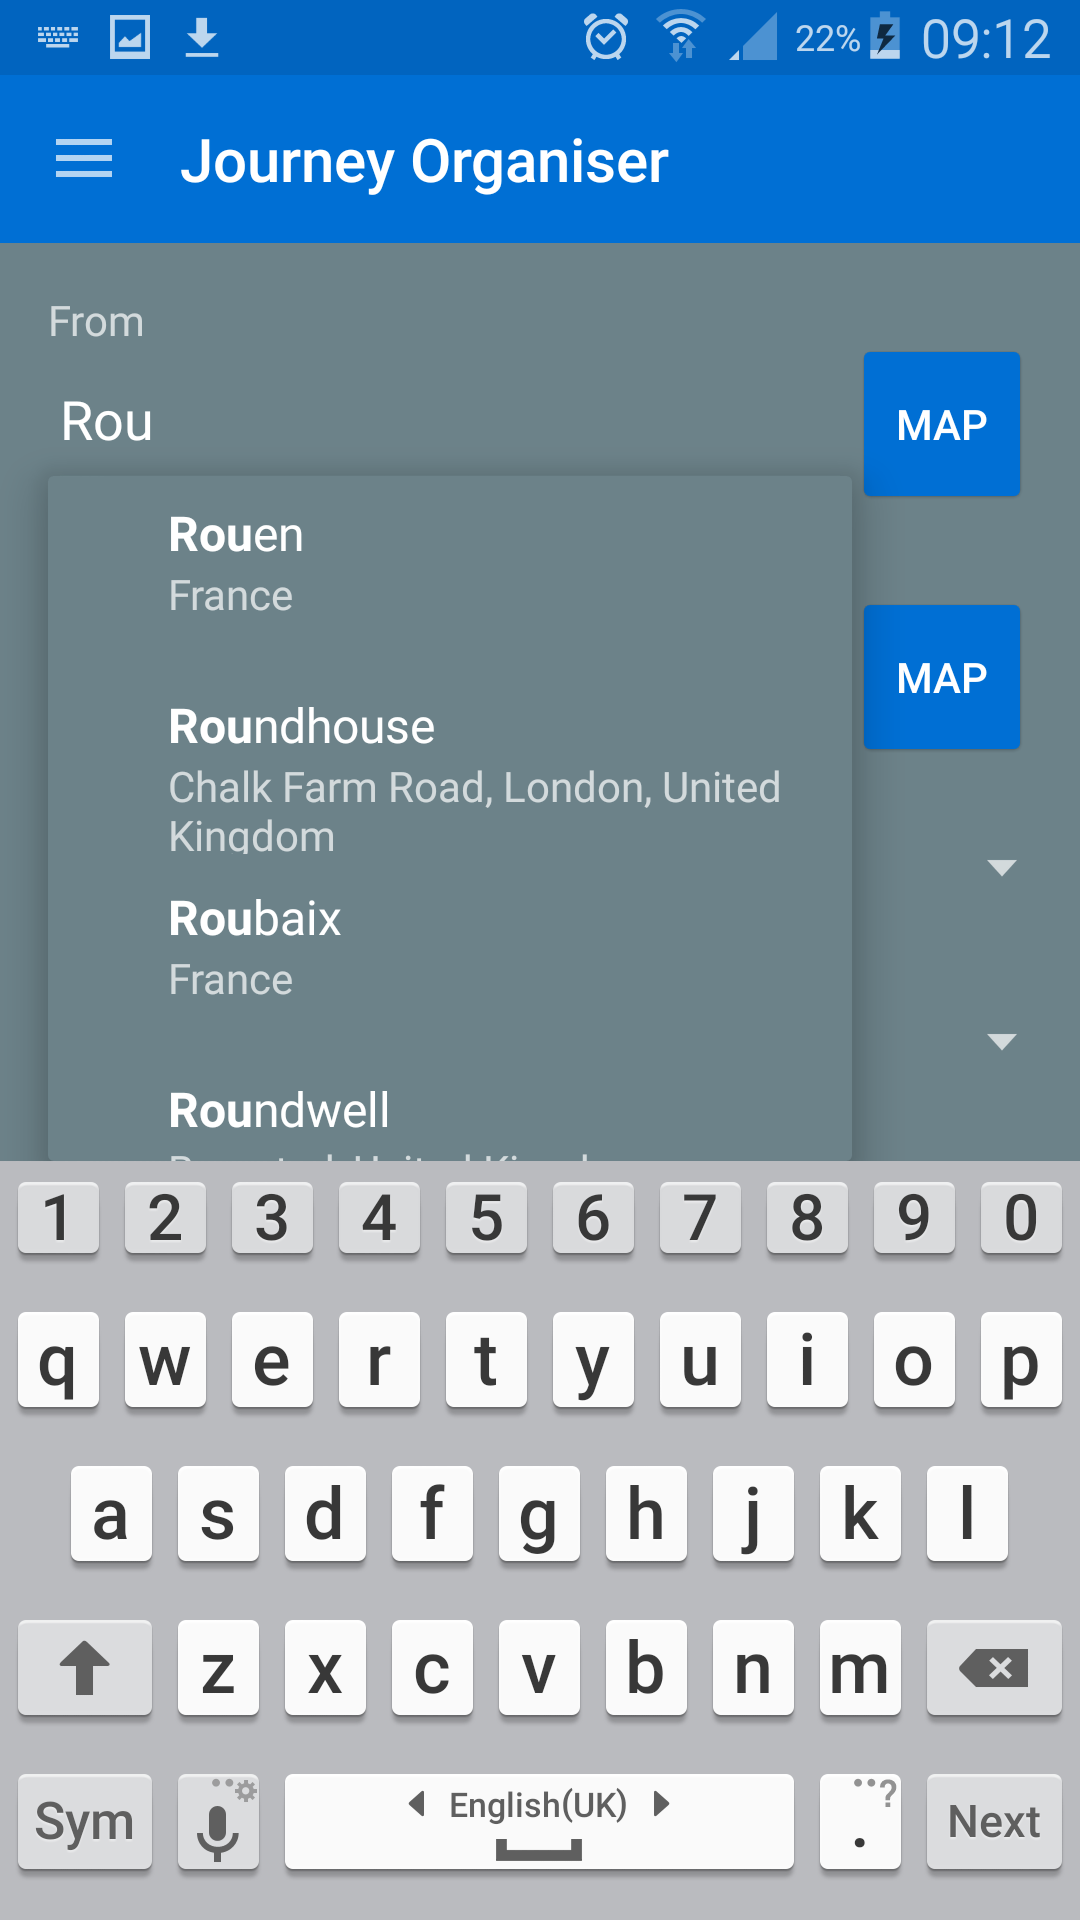 22% 09:12
Journey Organiser
From
Rou
MAP
Rouen
France
MAP
Roundhouse
Chalk Farm Road, London, United
Kingdom
Roubaix
France
Roundwell
1 2 3 4 5 6 7 8 9 0
q w e r t y u i o p
a s d f g h j k l
z x c v b n m
Sym English(UK) .? Next